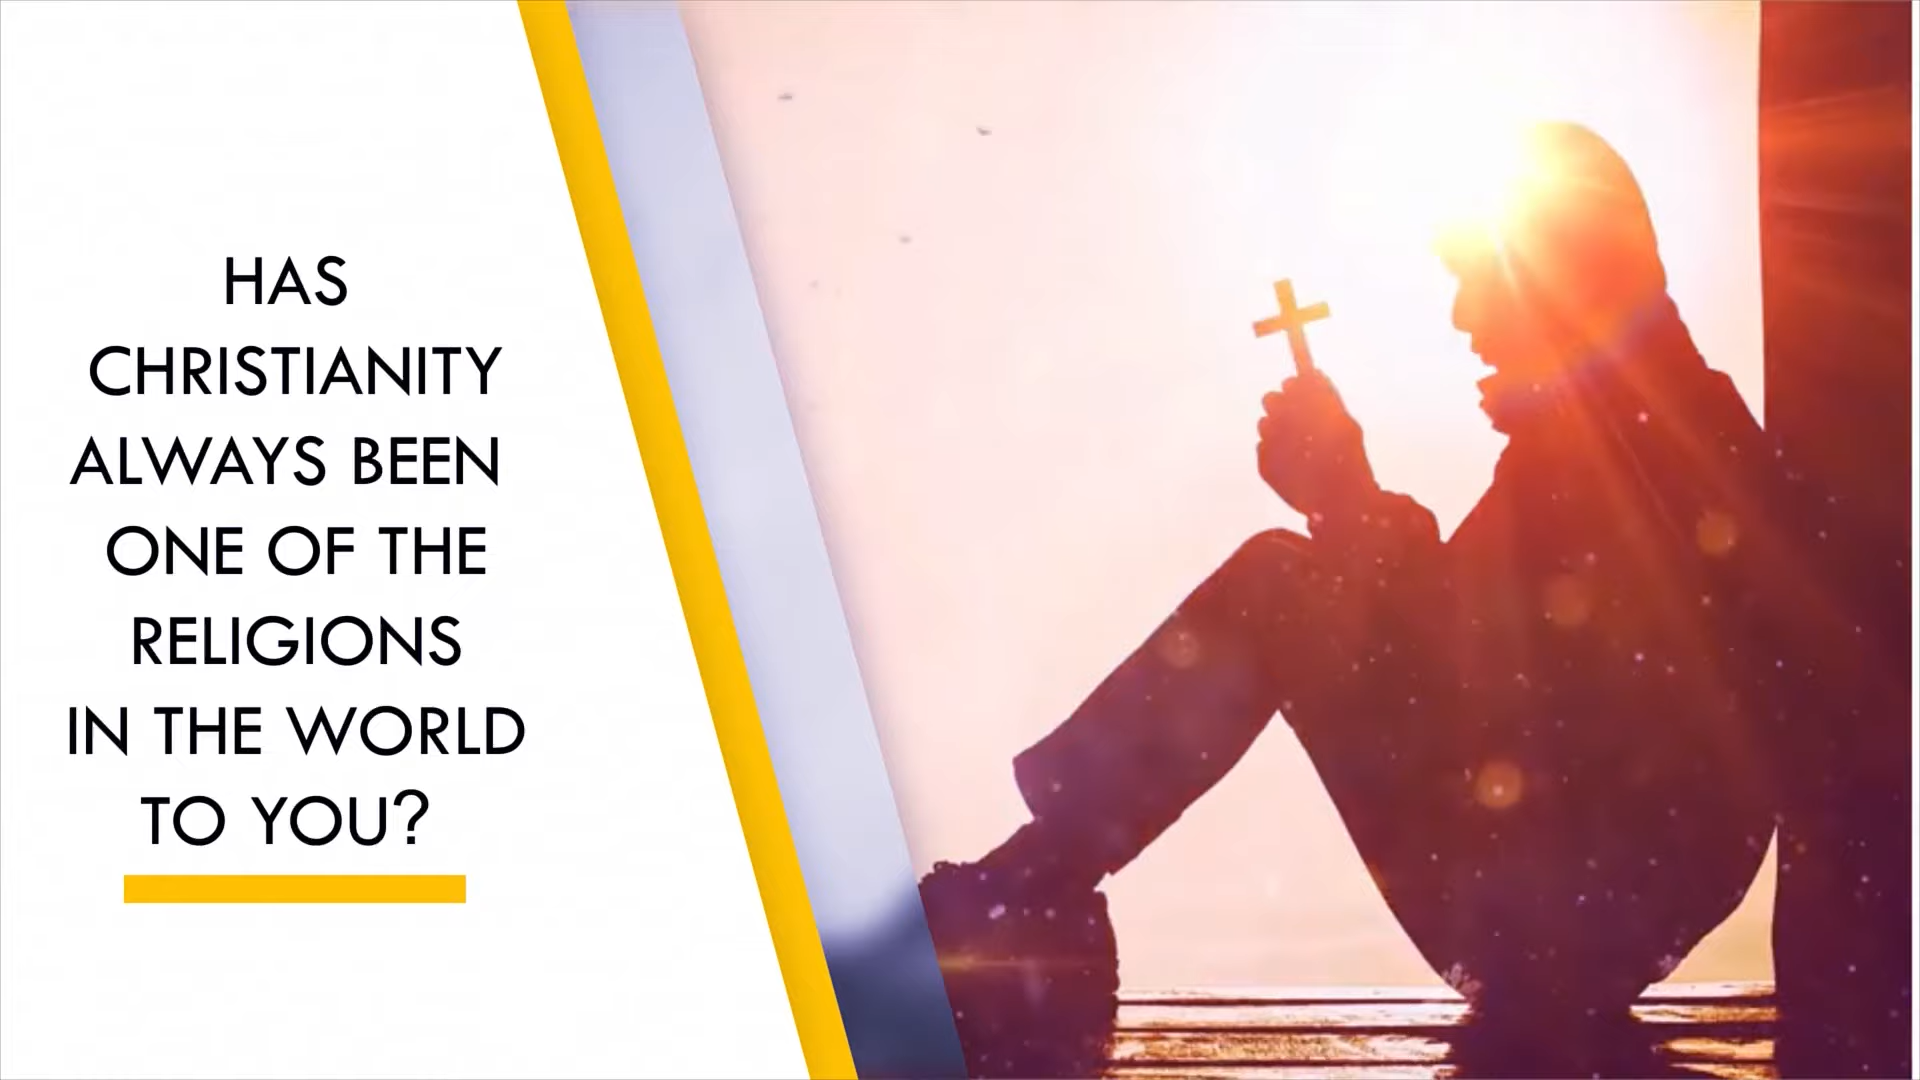 HAS
CHRISTIANITY
ALWAYS BEEN
ONE OF THE
RELIGIONS
IN THE WORLD
TO YOU?